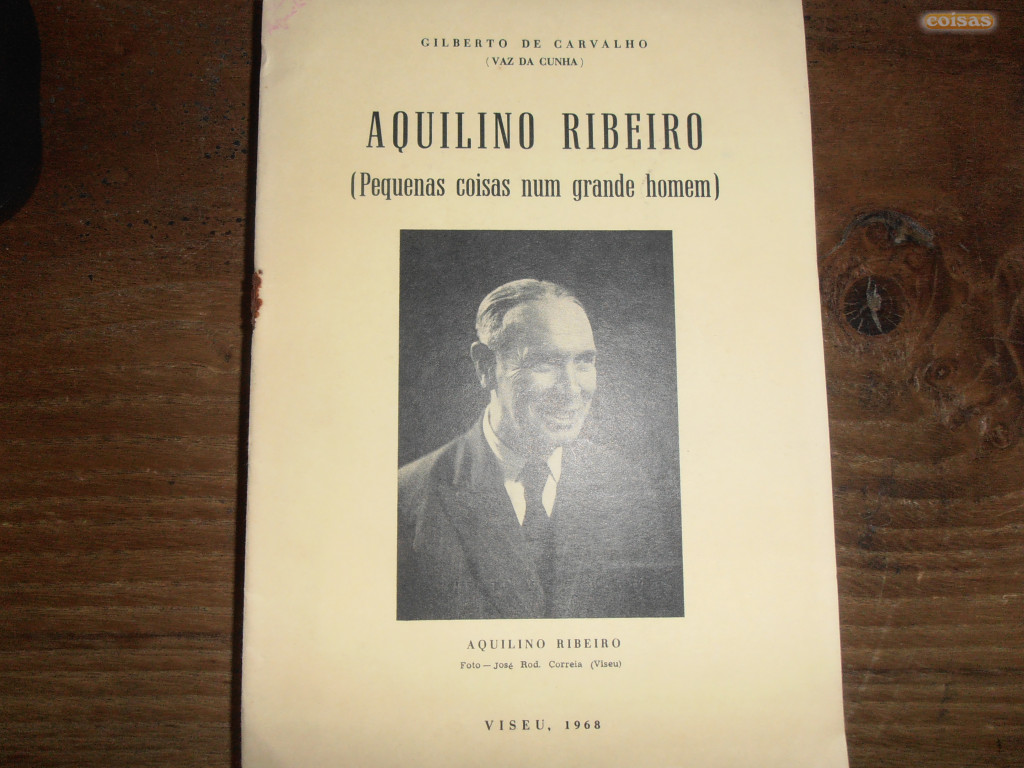 coisas
GILBERTO DE CARVALHO
(VAZ DA CUNHA)
AQUILINO RIBEIRO
(Pequenas coisas num grande homem)
AQUILINO RIBEIRO
Foto — José Rod. Correia (Viseu)
VISEU, 1968